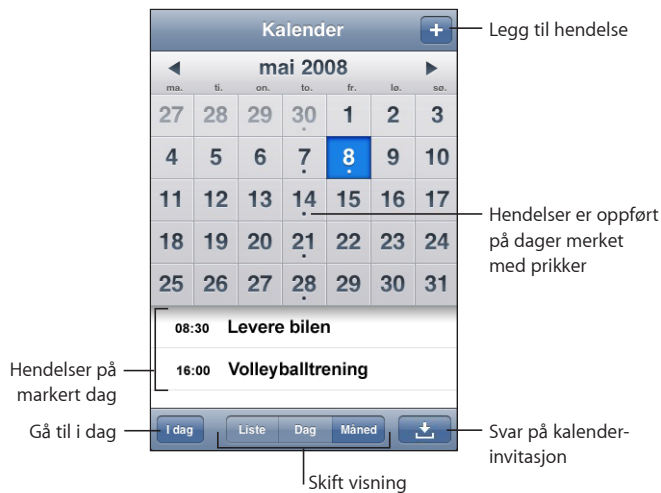 Kalender
+
Legg til hendelse
mai 2008
ma. ti. on. to. fr. lø. sø.
27 28 29 30 1 2 3
4 5 6 7 8 9 10
11 12 13 14 15 16 17
18 19 20 21 22 23 24
25 26 27 28 29 30 31
Hendelser er oppført
på dager merket
med prikker
08:30 Levere bilen
16:00 Volleyballtrening
Hendelser på
markert dag
Gå til i dag
I dag Liste Dag Måned
Svar på kalender-
invitasjon
Skift visning